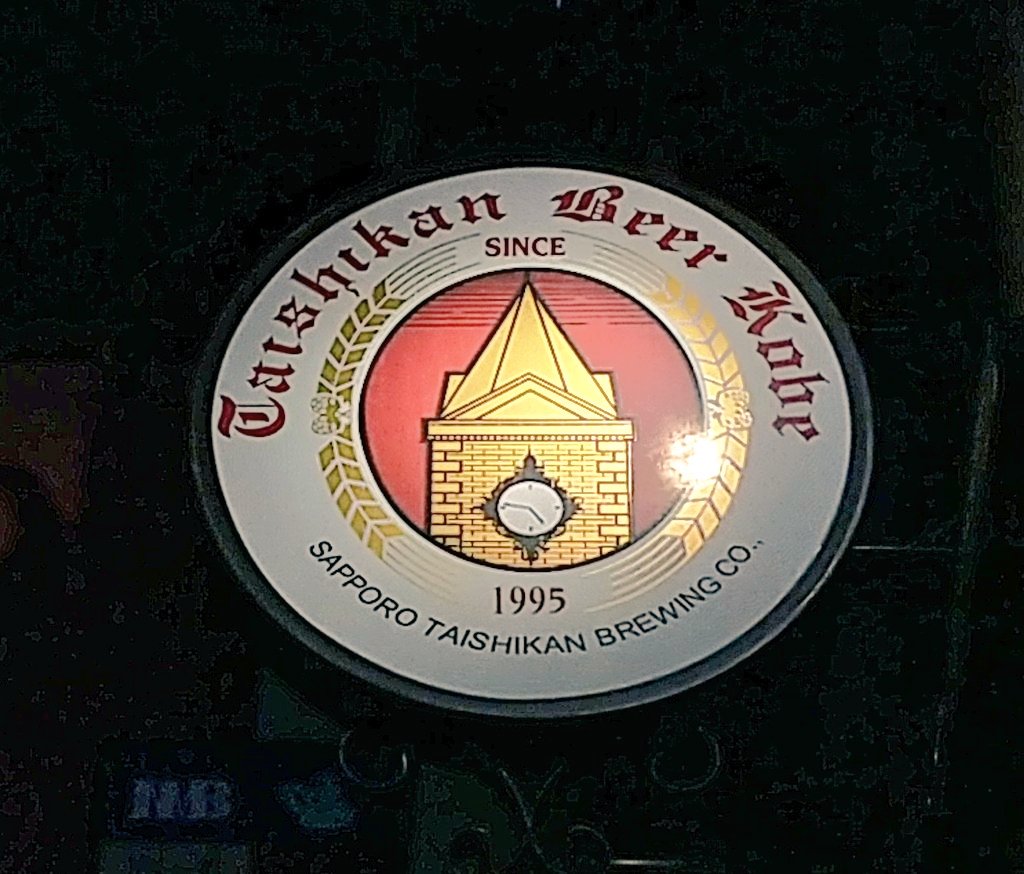 Taishikan Beer Kobe
SINCE
1995
SAPPORO TAISHIKAN BREWING CO.,